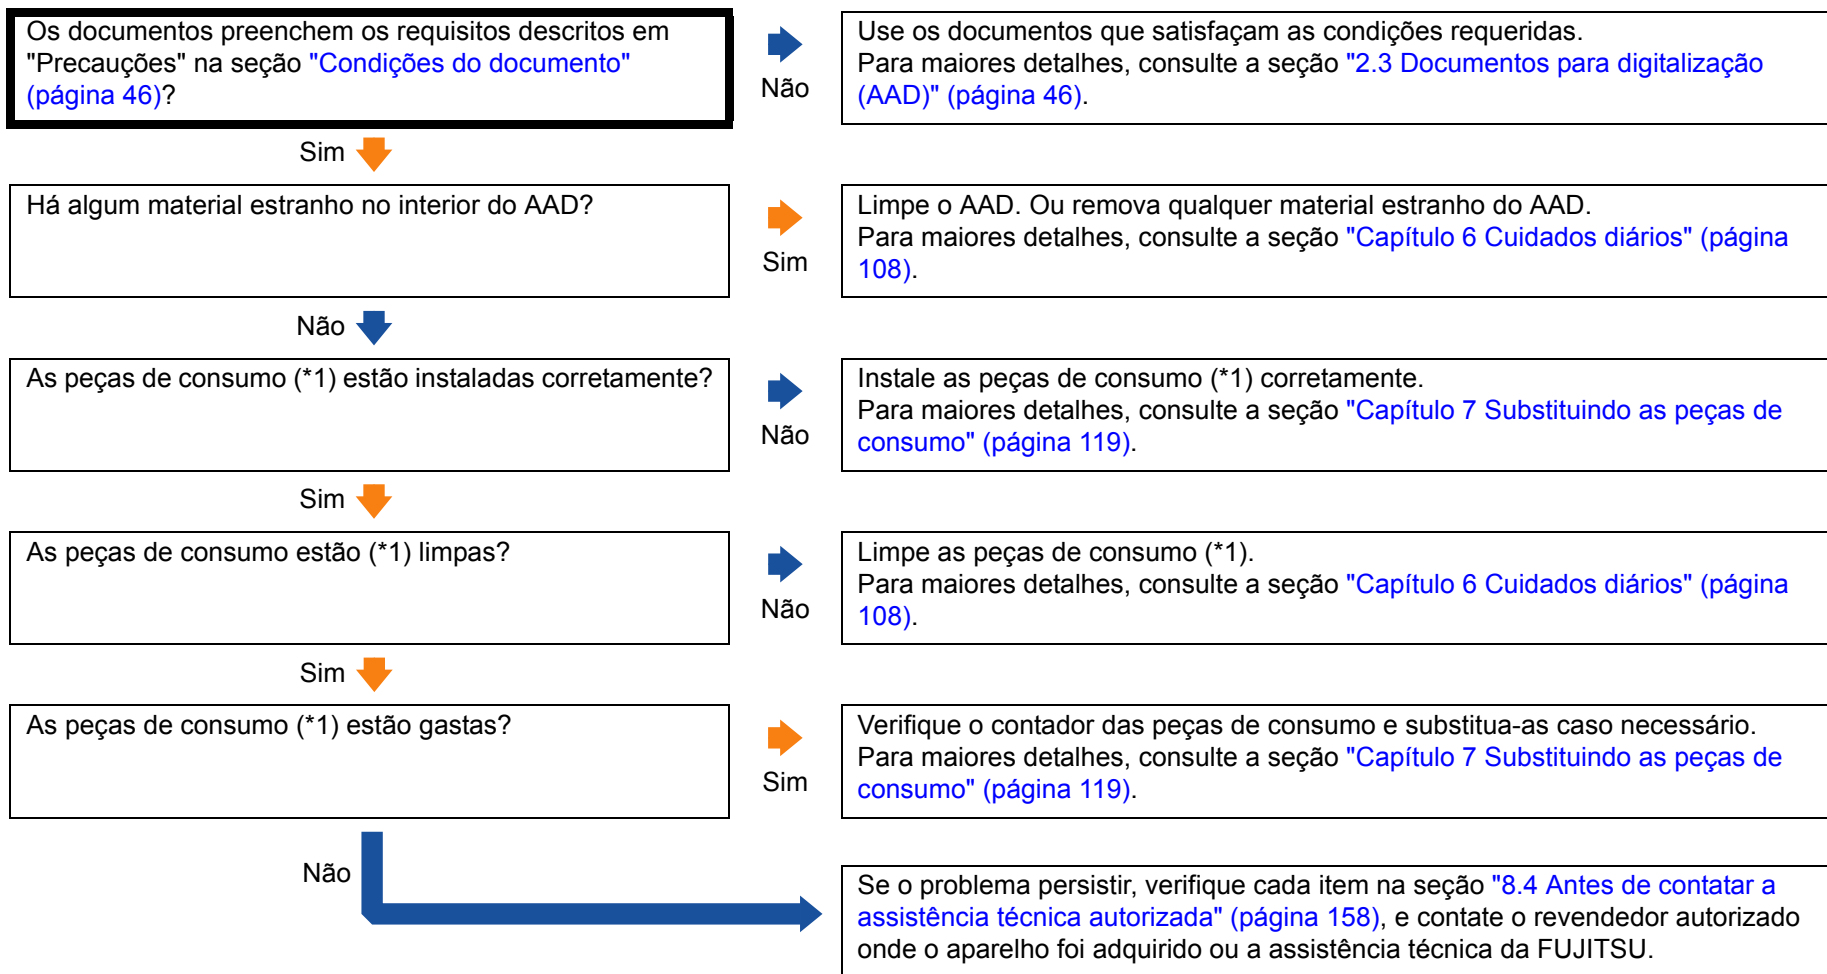 Os documentos preenchem os requisitos descritos em
"Precauções" na seção "Condições do documento"
(página 46)?
Não
Use os documentos que satisfaçam as condições requeridas.
Para maiores detalhes, consulte a seção "2.3 Documentos para digitalização
(AAD)" (página 46).
Sim
Há algum material estranho no interior do AAD?
Sim
Limpe o AAD. Ou remova qualquer material estranho do AAD.
Para maiores detalhes, consulte a seção "Capítulo 6 Cuidados diários" (página
108).
Não
As peças de consumo (*1) estão instaladas corretamente?
Não
Instale as peças de consumo (*1) corretamente.
Para maiores detalhes, consulte a seção "Capítulo 7 Substituindo as peças de
consumo" (página 119).
Sim
As peças de consumo estão (*1) limpas?
Não
Limpe as peças de consumo (*1).
Para maiores detalhes, consulte a seção "Capítulo 6 Cuidados diários" (página
108).
Sim
As peças de consumo (*1) estão gastas?
Sim
Verifique o contador das peças de consumo e substitua-as caso necessário.
Para maiores detalhes, consulte a seção "Capítulo 7 Substituindo as peças de
consumo" (página 119).
Não
Se o problema persistir, verifique cada item na seção "8.4 Antes de contatar a
assistência técnica autorizada" (página 158), e contate o revendedor autorizado
onde o aparelho foi adquirido ou a assistência técnica da FUJITSU.